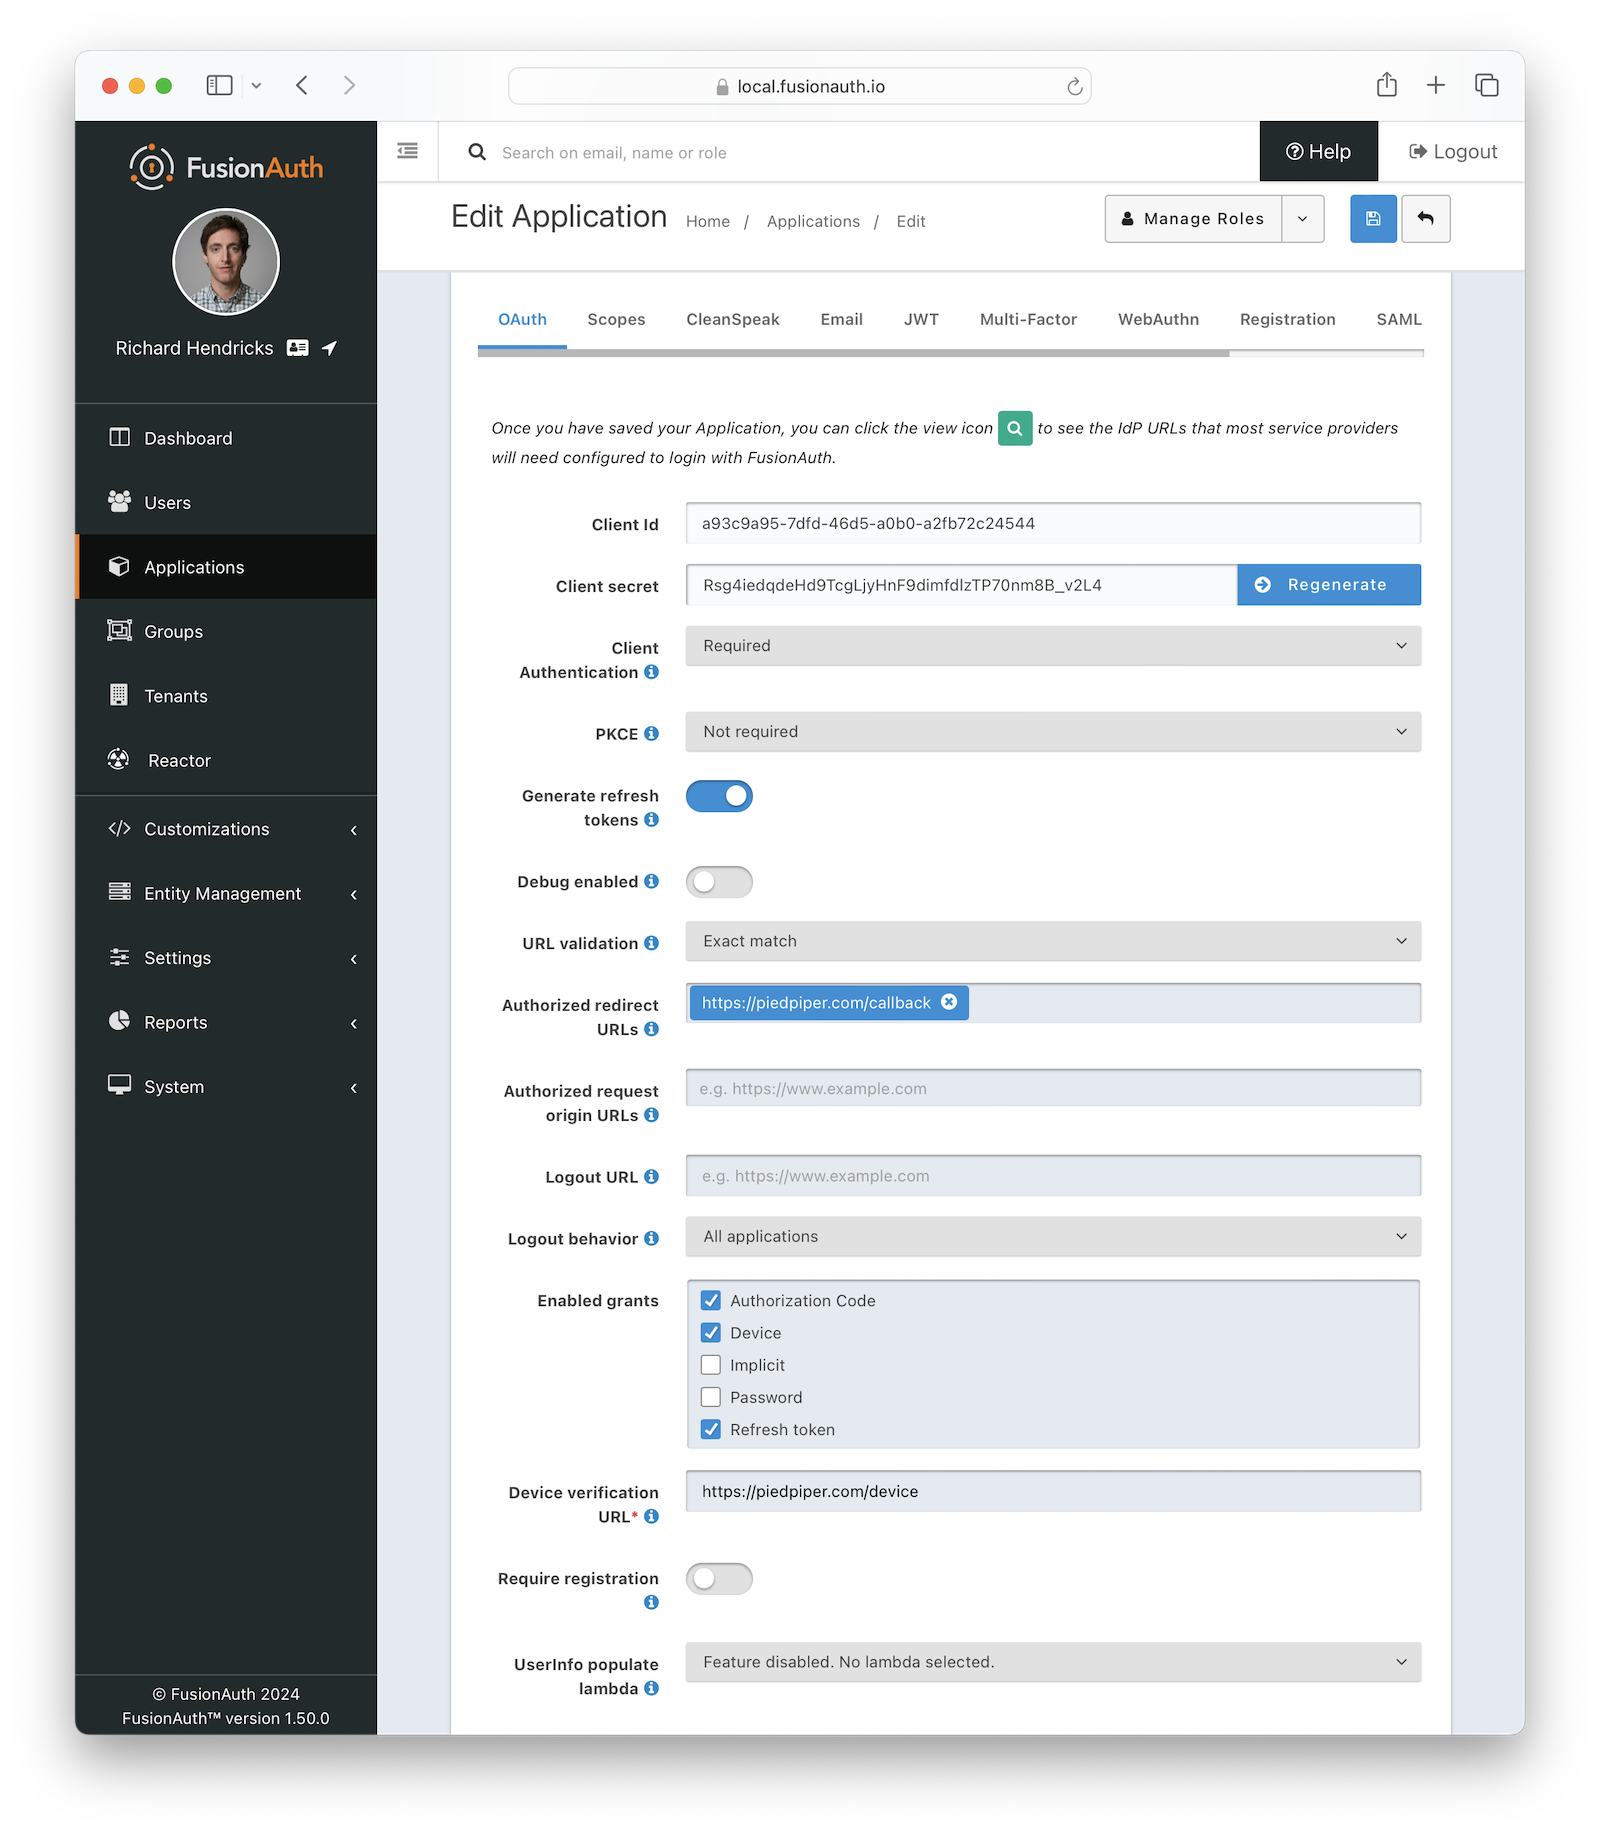 local.fusionauth.io
FusionAuth
Search on email, name or role
Help
Logout
Richard Hendricks
Edit Application
Home / Applications / Edit
Manage Roles
Dashboard
Users
Applications
Groups
Tenants
Reactor
Customizations
Entity Management
Settings
Reports
System
© FusionAuth 2024
FusionAuth™ version 1.50.0
OAuth
Scopes
CleanSpeak
Email
JWT
Multi-Factor
WebAuthn
Registration
SAML
Once you have saved your Application, you can click the view icon to see the IdP URLs that most service providers
will need configured to login with FusionAuth.
Client Id
a93c9a95-7dfd-46d5-a0b0-a2fb72c24544
Client secret
Rsg4iedqdeHd9TcgLjyHnF9dimfdlzTP70nm8B_v2L4
Regenerate
Client
Authentication
Required
PKCE
Not required
Generate refresh
tokens
Debug enabled
URL validation
Exact match
Authorized redirect
URLs
https://piedpiper.com/callback
Authorized request
origin URLs
e.g. https://www.example.com
Logout URL
e.g. https://www.example.com
Logout behavior
All applications
Enabled grants
Authorization Code
Device
Implicit
Password
Refresh token
Device verification
URL*
https://piedpiper.com/device
Require registration
UserInfo populate
lambda
Feature disabled. No lambda selected.